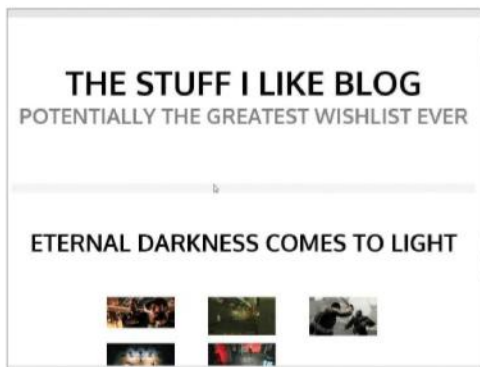 THE STUFF I LIKE BLOG
POTENTIALLY THE GREATEST WISHLIST EVER
ETERNAL DARKNESS COMES TO LIGHT